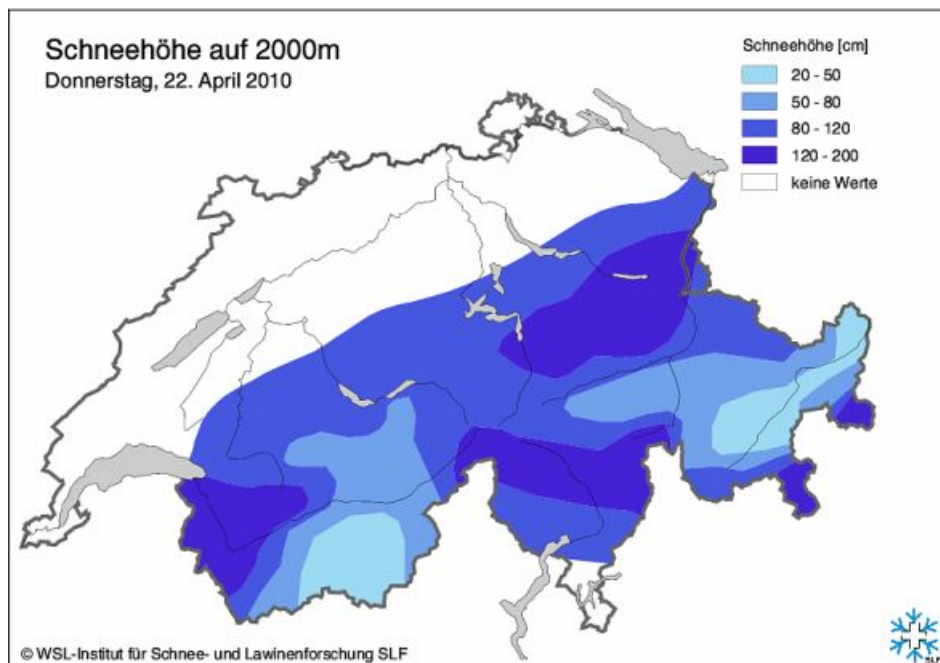 Schneehöhe auf 2000m
Donnerstag, 22. April 2010
Schneehöhe [cm]
20 - 50
50 - 80
80 - 120
120 - 200
keine Werte
© WSL-Institut für Schnee- und Lawinenforschung SLF
SLF